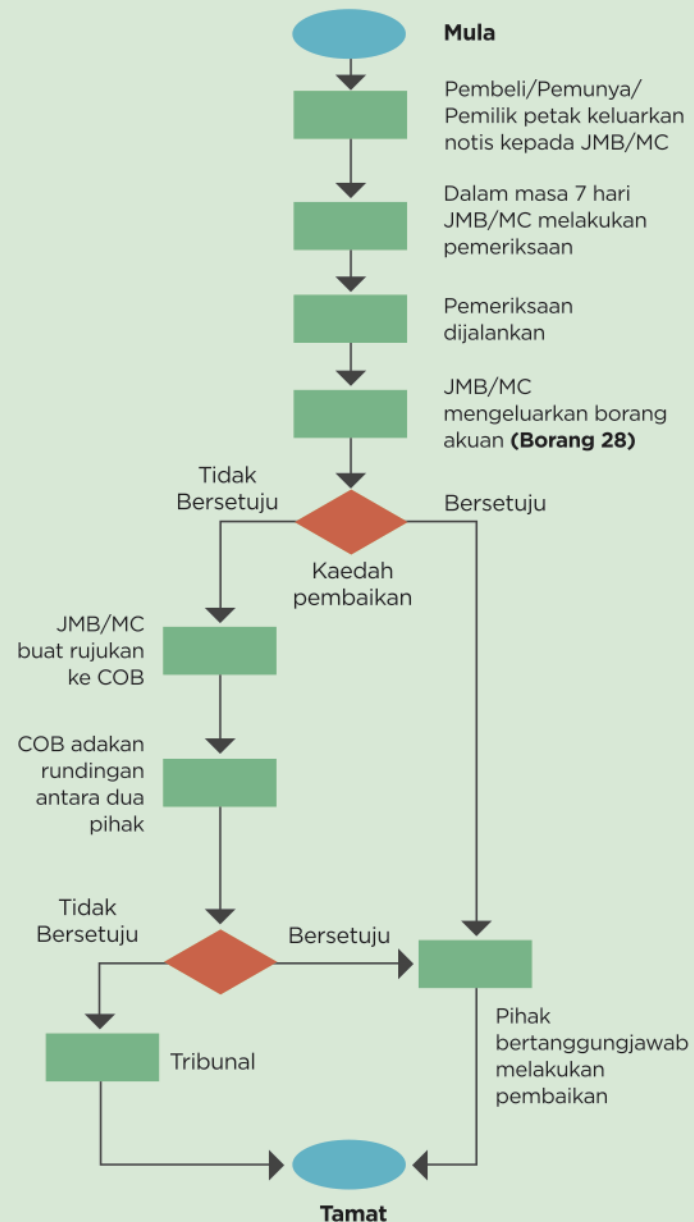 Mula
Pembeli/Pemunya/
Pemilik petak keluarkan
notis kepada JMB/MC
Dalam masa 7 hari
JMB/MC melakukan
pemeriksaan
Pemeriksaan
dijalankan
JMB/MC
mengeluarkan borang
akuan (Borang 28)
Tidak
Bersetuju
Bersetuju
Kaedah
pembaikan
JMB/MC
buat rujukan
ke COB
COB adakan
rundingan
antara dua
pihak
Tidak
Bersetuju
Bersetuju
Pihak
bertanggungjawab
melakukan
pembaikan
Tribunal
Tamat